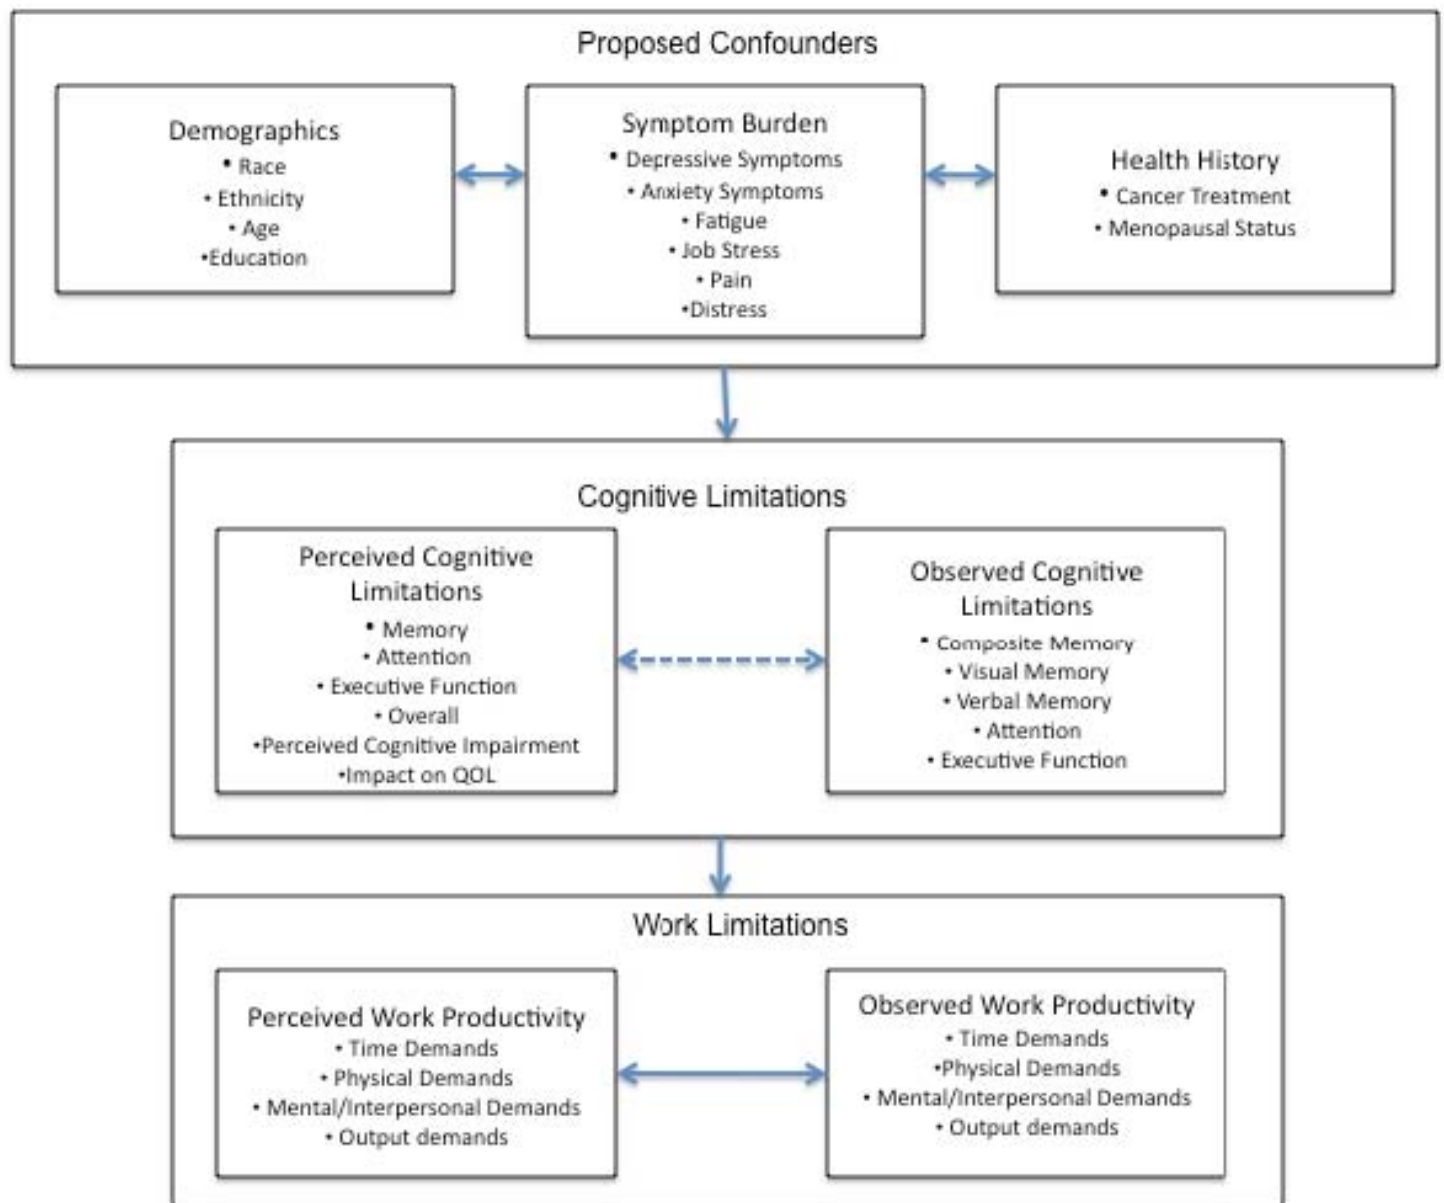 Proposed Confounders
Demographics
• Race
• Ethnicity
• Age
•Education
Symptom Burden
• Depressive Symptoms
• Anxiety Symptoms
• Fatigue
• Job Stress
• Pain
•Distress
Health History
• Cancer Treatment
• Menopausal Status
Cognitive Limitations
Perceived Cognitive
Limitations
• Memory
• Attention
• Executive Function
• Overall
•Perceived Cognitive Impairment
•Impact on QOL
Observed Cognitive
Limitations
• Composite Memory
• Visual Memory
• Verbal Memory
• Attention
• Executive Function
Work Limitations
Perceived Work Productivity
• Time Demands
• Physical Demands
• Mental/Interpersonal Demands
• Output demands
Observed Work Productivity
• Time Demands
•Physical Demands
• Mental/Interpersonal Demands
• Output demands